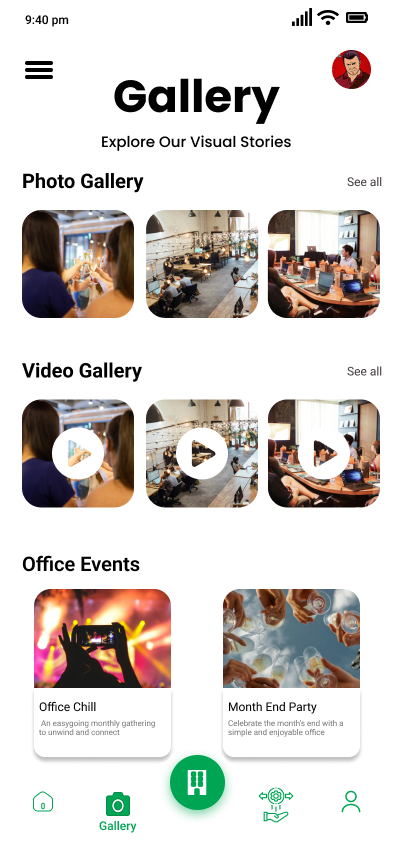 9:40 pm
Gallery
Explore Our Visual Stories
Photo Gallery
See all
Video Gallery
See all
Office Events
Office Chill
An easygoing monthly gathering
to unwind and connect
Month End Party
Celebrate the month's end with a
simple and enjoyable office
Gallery